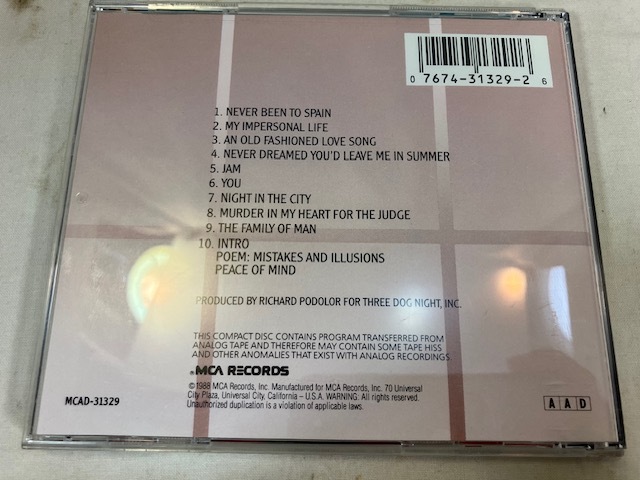 0 7674-31329-2 6
1. NEVER BEEN TO SPAIN
2. MY IMPERSONAL LIFE
3. AN OLD FASHIONED LOVE SONG
4. NEVER DREAMED YOU'D LEAVE ME IN SUMMER
5. JAM
6. YOU
7. NIGHT IN THE CITY
8. MURDER IN MY HEART FOR THE JUDGE
9. THE FAMILY OF MAN
10. INTRO
POEM: MISTAKES AND ILLUSIONS
PEACE OF MIND
PRODUCED BY RICHARD PODOLOR FOR THREE DOG NIGHT, INC.
THIS COMPACT DISC CONTAINS PROGRAM TRANSFERRED FROM
ANALOG TAPE AND THEREFORE MAY CONTAIN SOME TAPE HISS
AND OTHER ANOMALIES THAT EXIST WITH ANALOG RECORDINGS.
MCA RECORDS
©1988 MCA Records, Inc. Manufactured for MCA Records, Inc. 70 Universal
City Plaza, Universal City, California – U.S.A. WARNING: All rights reserved.
Unauthorized duplication is a violation of applicable laws.
MCAD-31329
A A D